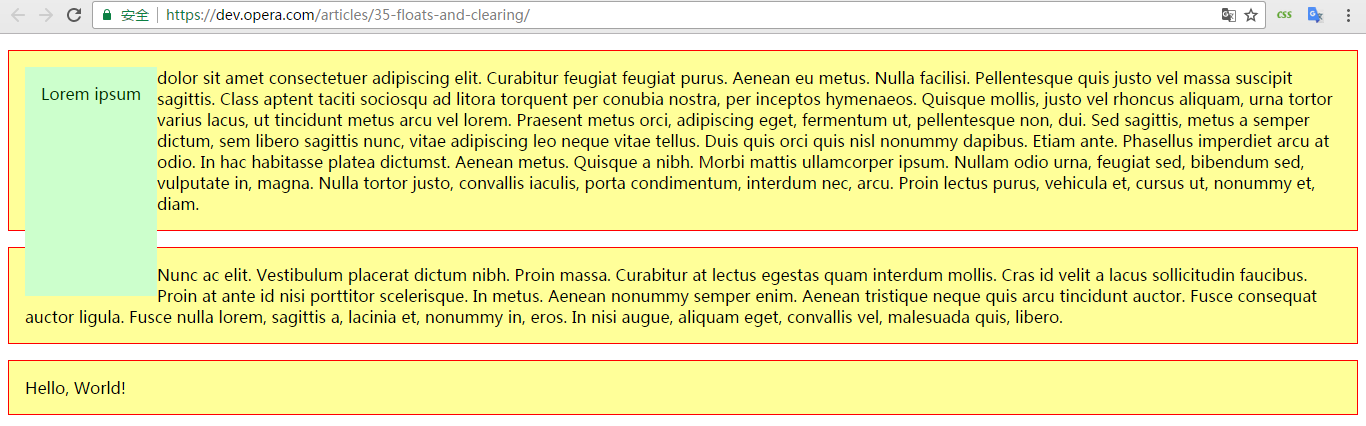 安全 https://dev.opera.com/articles/35-floats-and-clearing/ css
Lorem ipsum
dolor sit amet consectetuer adipiscing elit. Curabitur feugiat feugiat purus. Aenean eu metus. Nulla facilisi. Pellentesque quis justo vel massa suscipit
sagittis. Class aptent taciti sociosqu ad litora torquent per conubia nostra, per inceptos hymenaeos. Quisque mollis, justo vel rhoncus aliquam, urna tortor
varius lacus, ut tincidunt metus arcu vel lorem. Praesent metus orci, adipiscing eget, fermentum ut, pellentesque non, dui. Sed sagittis, metus a semper
dictum, sem libero sagittis nunc, vitae adipiscing leo neque vitae tellus. Duis quis orci quis nisl nonummy dapibus. Etiam ante. Phasellus imperdiet arcu at
odio. In hac habitasse platea dictumst. Aenean metus. Quisque a nibh. Morbi mattis ullamcorper ipsum. Nullam odio urna, feugiat sed, bibendum sed,
vulputate in, magna. Nulla tortor justo, convallis iaculis, porta condimentum, interdum nec, arcu. Proin lectus purus, vehicula et, cursus ut, nonummy et,
diam.
Nunc ac elit. Vestibulum placerat dictum nibh. Proin massa. Curabitur at lectus egestas quam interdum mollis. Cras id velit a lacus sollicitudin faucibus.
Proin at ante id nisi porttitor scelerisque. In metus. Aenean nonummy semper enim. Aenean tristique neque quis arcu tincidunt auctor. Fusce consequat
auctor ligula. Fusce nulla lorem, sagittis a, lacinia et, nonummy in, eros. In nisi augue, aliquam eget, convallis vel, malesuada quis, libero.
Hello, World!